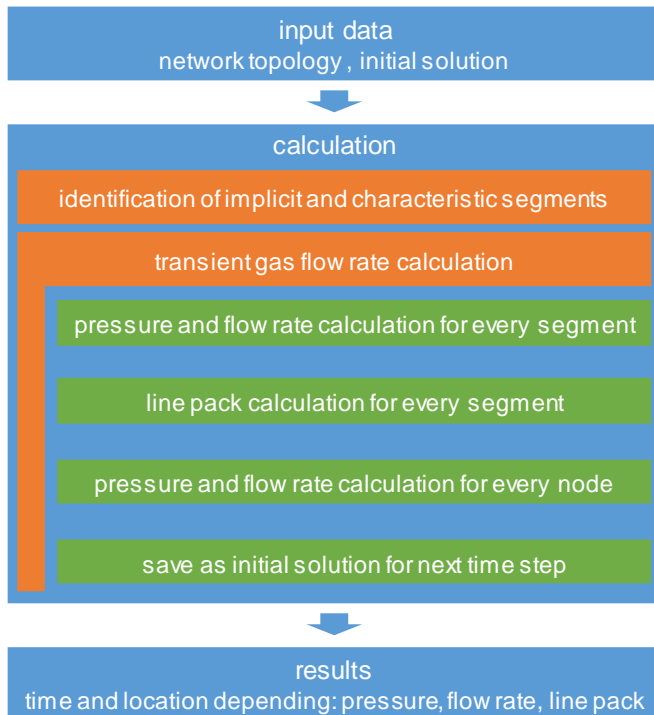 input data
network topology , initial solution
calculation
identification of implicit and characteristic segments
transient gas flow rate calculation
pressure and flow rate calculation for every segment
line pack calculation for every segment
pressure and flow rate calculation for every node
save as initial solution for next time step
results
time and location depending: pressure, flow rate, line pack